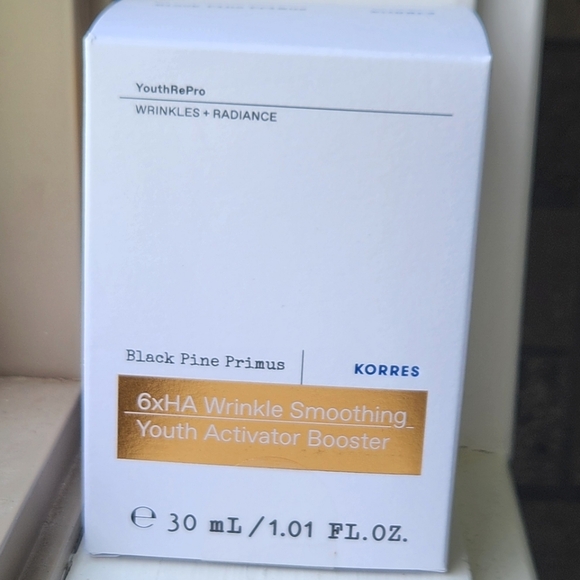 YouthRePro
WRINKLES + RADIANCE
Black Pine Primus
KORRES
6xHA Wrinkle Smoothing
Youth Activator Booster
℮ 30 mL/1.01 FL.OZ.